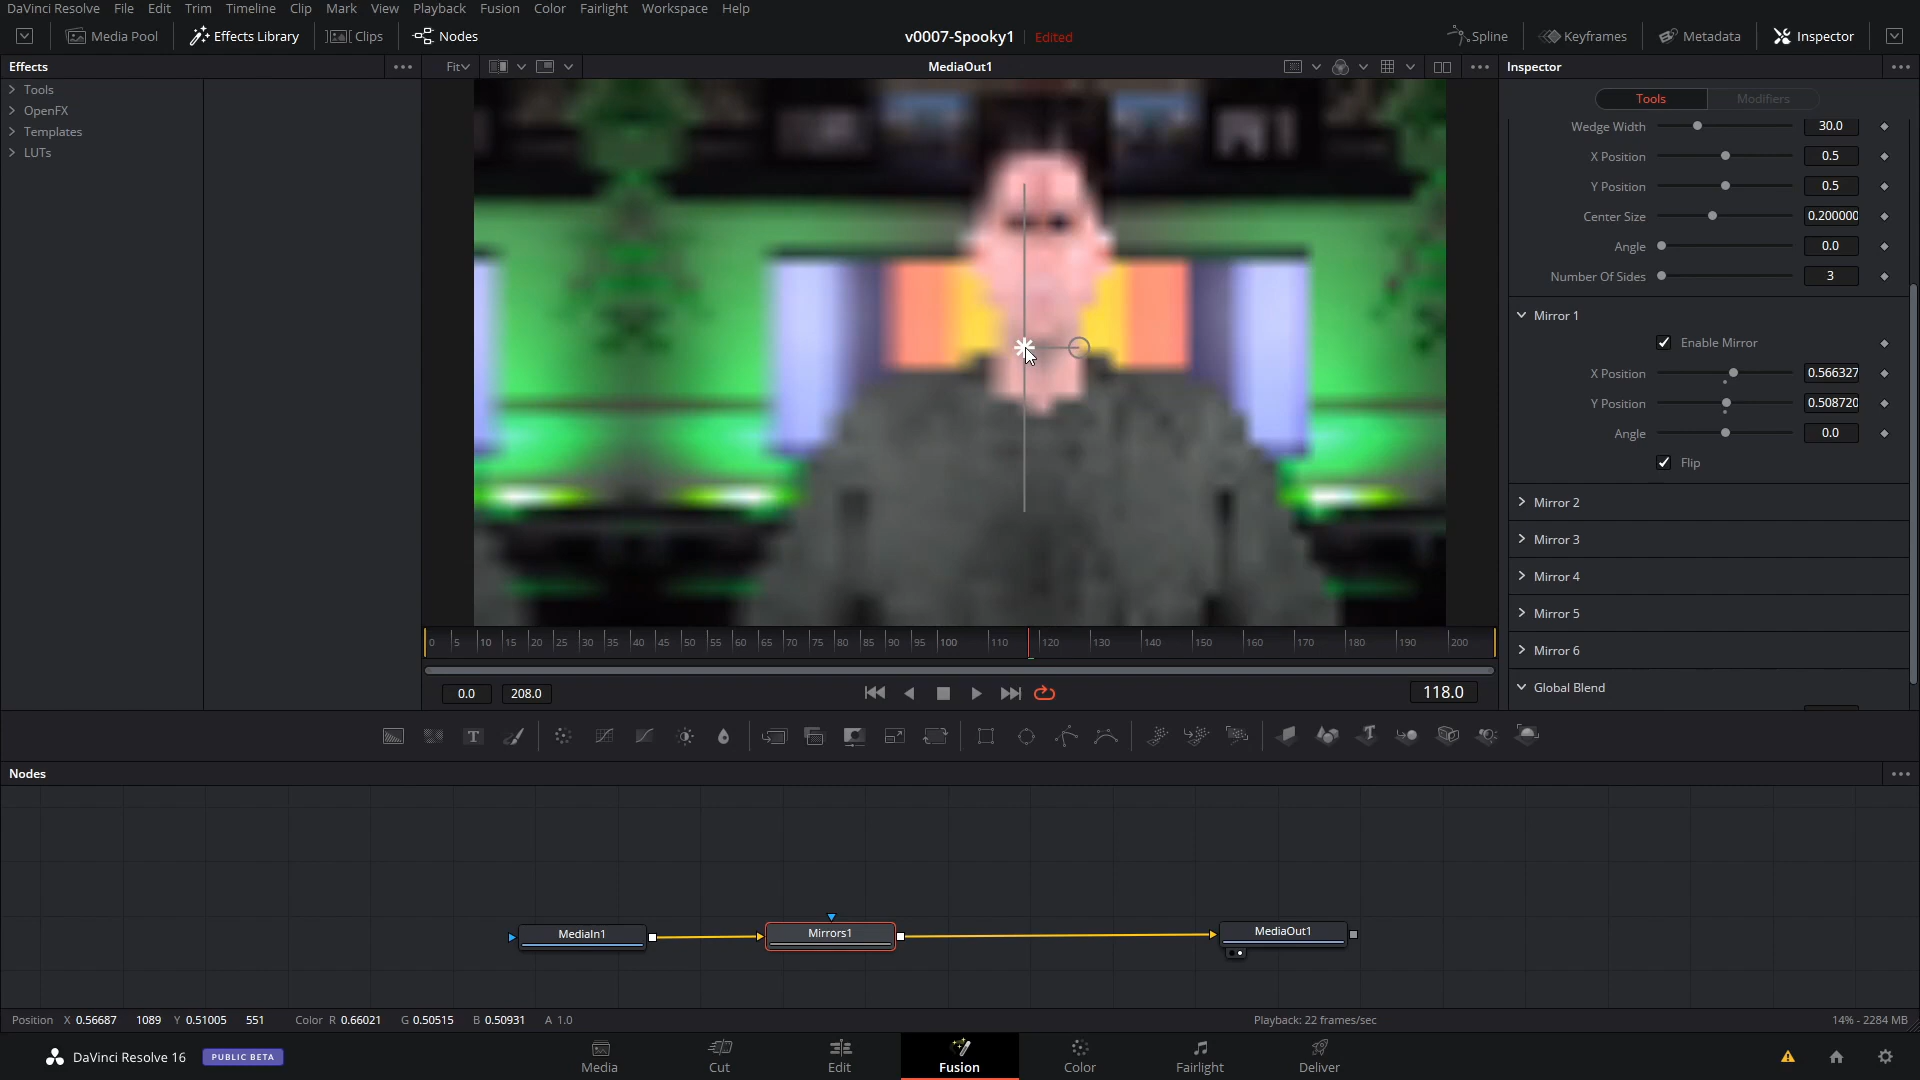 DaVinci Resolve File Edit Trim Timeline Clip Mark View Playback Fusion Color Fairlight Workspace Help
Media Pool Effects Library Clips Nodes v0007-Spooky1 Edited Spline Keyframes Metadata Inspector
Effects Fit MediaOut1 Inspector
Tools
OpenFX
Templates
LUTs
Tools Modifiers
Wedge Width 30.0
X Position 0.5
Y Position 0.5
Center Size 0.200000
Angle 0.0
Number Of Sides 3
Mirror 1
Enable Mirror
X Position 0.566327
Y Position 0.508720
Angle 0.0
Flip
Mirror 2
Mirror 3
Mirror 4
Mirror 5
Mirror 6
Global Blend
0 5 10 15 20 25 30 35 40 45 50 55 60 65 70 75 80 85 90 95 100 110 120 130 140 150 160 170 180 190 200
0.0 208.0 118.0
Nodes
MediaIn1 Mirrors1 MediaOut1
Position X 0.56687 1089 Y 0.51005 551 Color R 0.66021 G 0.50515 B 0.50931 A 1.0 Playback: 22 frames/sec 14% - 2284 MB
DaVinci Resolve 16 PUBLIC BETA Media Cut Edit Fusion Color Fairlight Deliver